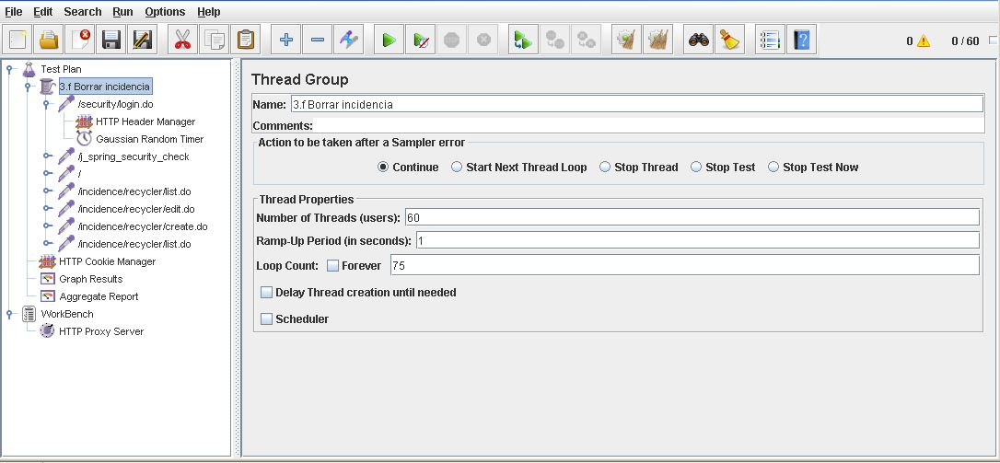 File Edit Search Run Options Help
0 0 / 60
Test Plan
3.f Borrar incidencia
/security/login.do
HTTP Header Manager
Gaussian Random Timer
/j_spring_security_check
/
/incidence/recycler/list.do
/incidence/recycler/edit.do
/incidence/recycler/create.do
/incidence/recycler/list.do
HTTP Cookie Manager
Graph Results
Aggregate Report
WorkBench
HTTP Proxy Server
Thread Group
Name: 3.f Borrar incidencia
Comments:
Action to be taken after a Sampler error
Continue Start Next Thread Loop Stop Thread Stop Test Stop Test Now
Thread Properties
Number of Threads (users): 60
Ramp-Up Period (in seconds): 1
Loop Count: Forever 75
Delay Thread creation until needed
Scheduler